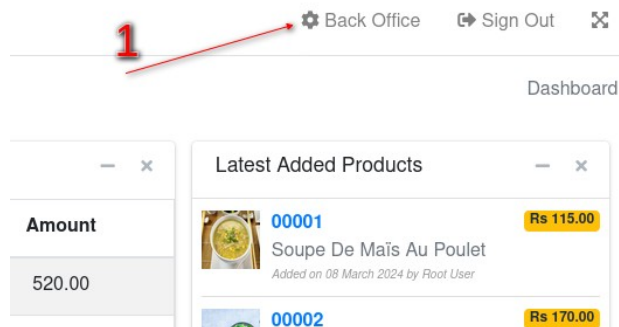 1
Back Office Sign Out
Dashboard
Latest Added Products
Amount
00001 Rs 115.00
Soupe De Maïs Au Poulet
Added on 08 March 2024 by Root User
520.00
00002 Rs 170.00